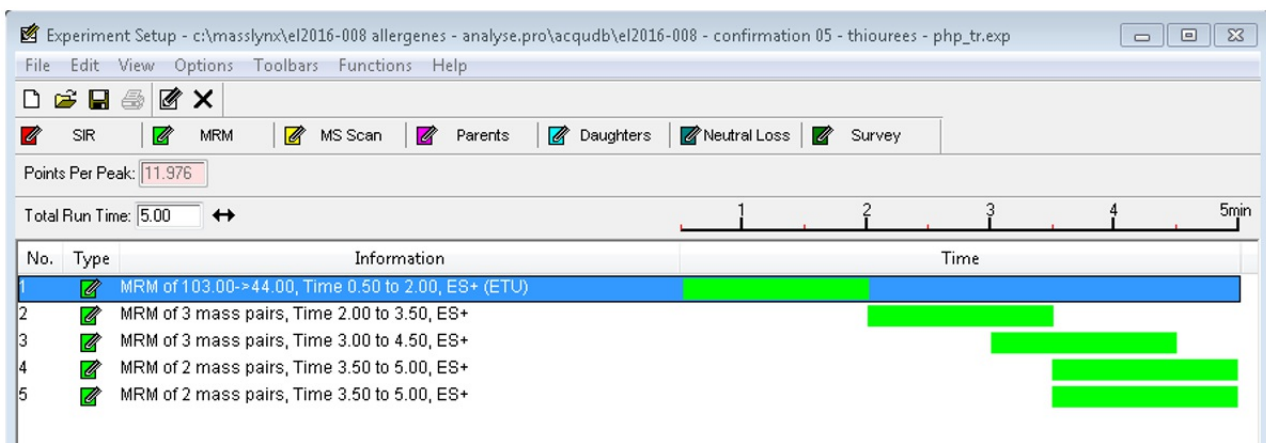 Experiment Setup - c:\masslynx\el2016-008 allergenes - analyse.pro\acqudb\el2016-008 - confirmation 05 - thiourees - php_tr.exp
File Edit View Options Toolbars Functions Help
SIR MRM MS Scan Parents Daughters Neutral Loss Survey
Points Per Peak: 11.976
Total Run Time: 5.00 1 2 3 4 5min
No. Type Information Time
1 MRM of 103.00->44.00, Time 0.50 to 2.00, ES+ (ETU)
2 MRM of 3 mass pairs, Time 2.00 to 3.50, ES+
3 MRM of 3 mass pairs, Time 3.00 to 4.50, ES+
4 MRM of 2 mass pairs, Time 3.50 to 5.00, ES+
5 MRM of 2 mass pairs, Time 3.50 to 5.00, ES+